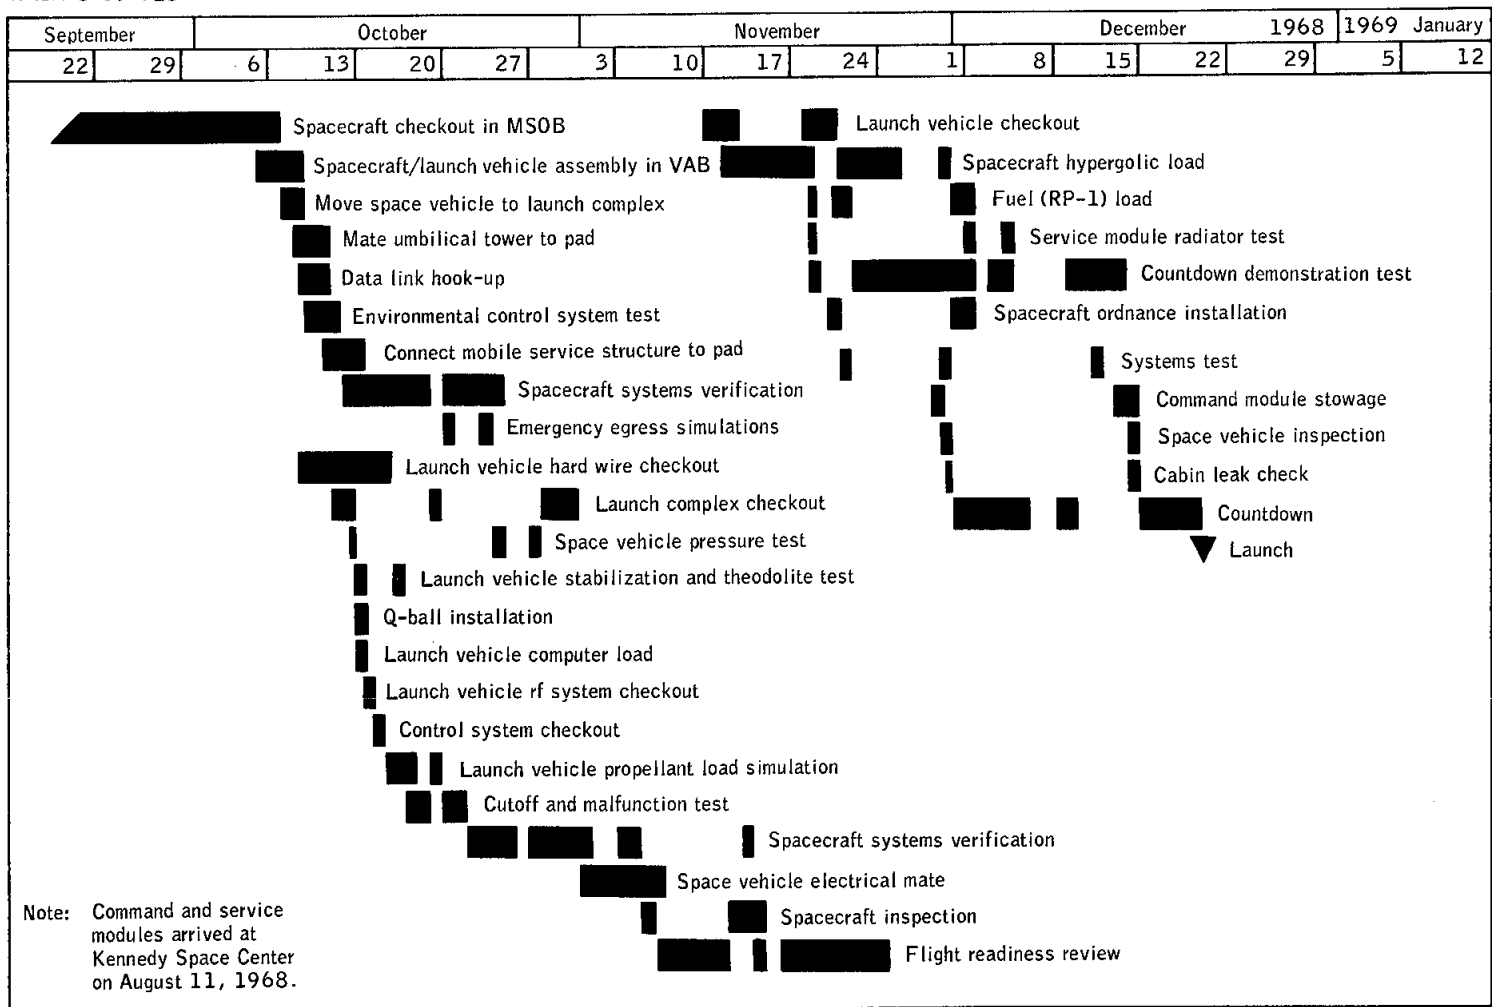 September October November December 1968 1969 January
22 29 6 13 20 27 3 10 17 24 1 8 15 22 29 5 12
Spacecraft checkout in MSOB
Launch vehicle checkout
Spacecraft/launch vehicle assembly in VAB
Spacecraft hypergolic load
Move space vehicle to launch complex
Fuel (RP-1) load
Mate umbilical tower to pad
Service module radiator test
Data link hook-up
Countdown demonstration test
Environmental control system test
Spacecraft ordnance installation
Connect mobile service structure to pad
Systems test
Spacecraft systems verification
Command module stowage
Emergency egress simulations
Space vehicle inspection
Launch vehicle hard wire checkout
Cabin leak check
Launch complex checkout
Countdown
Space vehicle pressure test
Launch
Launch vehicle stabilization and theodolite test
Q-ball installation
Launch vehicle computer load
Launch vehicle rf system checkout
Control system checkout
Launch vehicle propellant load simulation
Cutoff and malfunction test
Spacecraft systems verification
Space vehicle electrical mate
Spacecraft inspection
Flight readiness review
Note: Command and service
modules arrived at
Kennedy Space Center
on August 11, 1968.